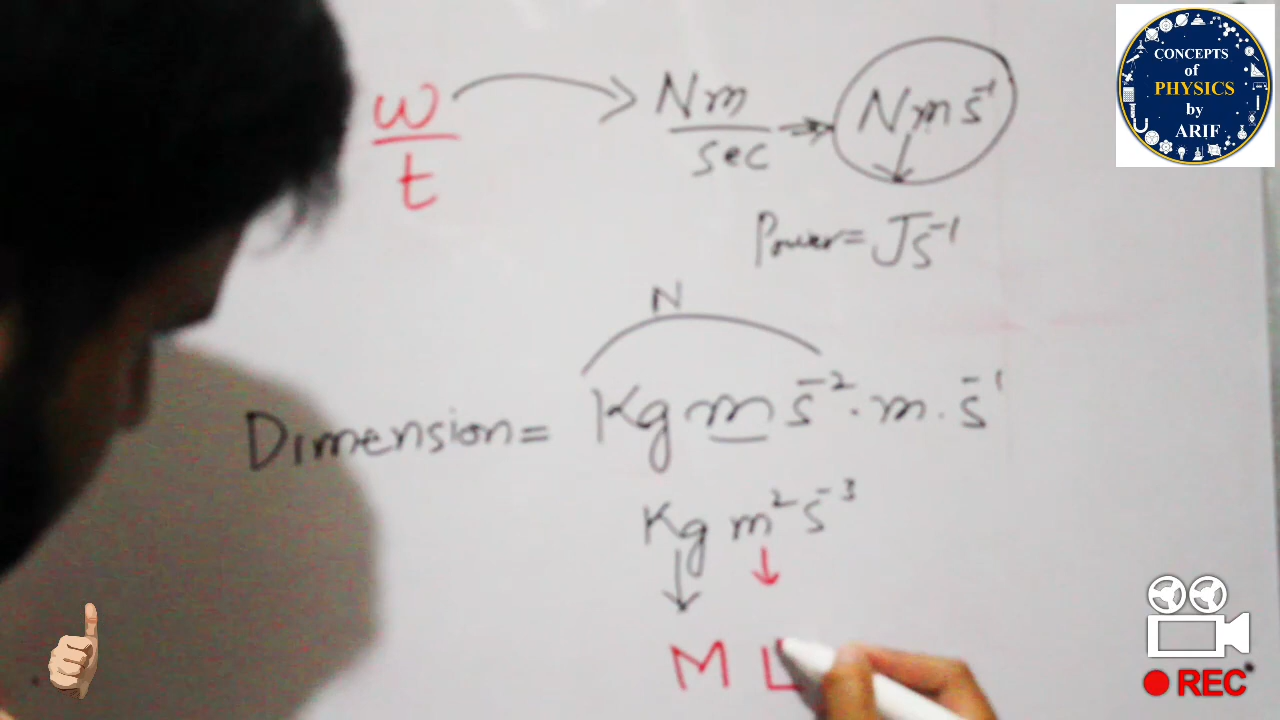 w/t → Nm/sec →→ Nms⁻¹
Power = Js⁻¹
N
Dimension = Kg m s⁻² . m . s⁻¹
Kg m² s⁻³
M L
CONCEPTS
of
PHYSICS
by
ARIF
REC